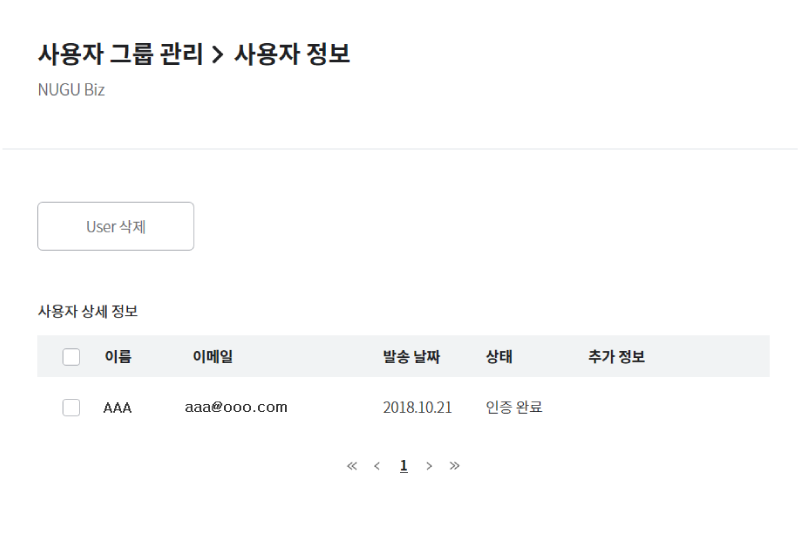 사용자 그룹 관리 > 사용자 정보
NUGU Biz
User 삭제
사용자 상세 정보
이름 이메일 발송 날짜 상태 추가 정보
AAA aaa@ooo.com 2018.10.21 인증 완료
« < 1 > »